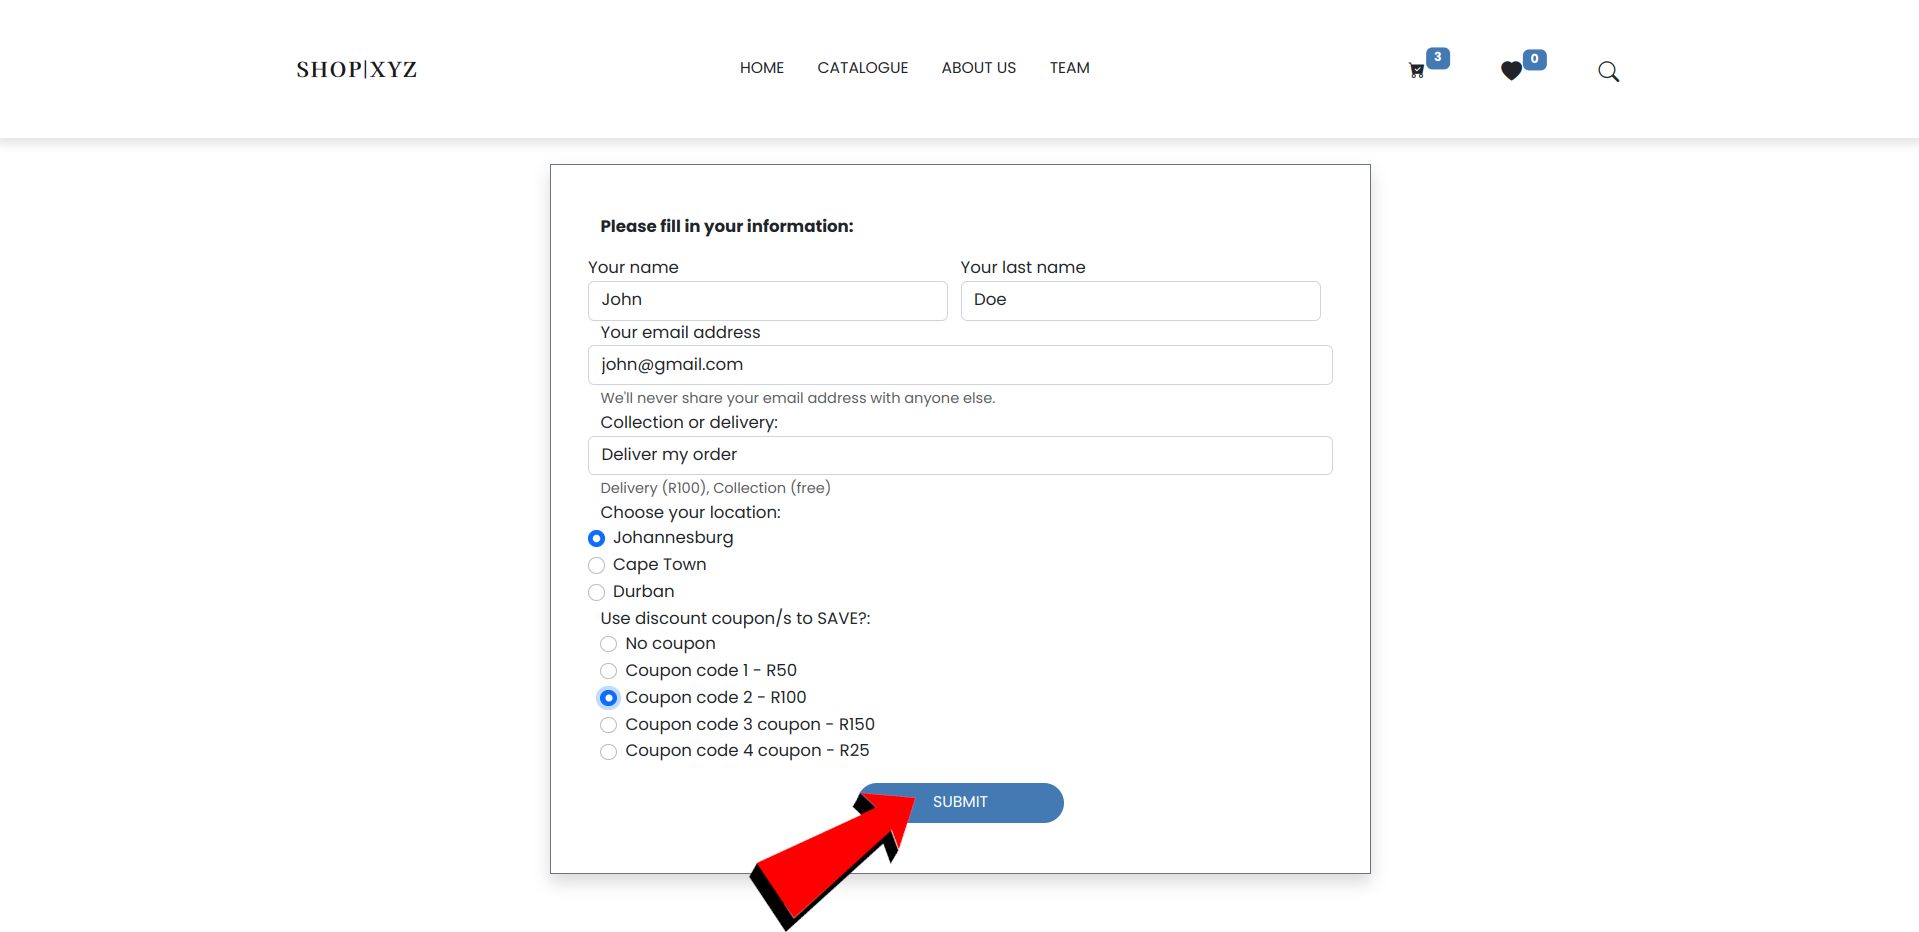 SHOP|XYZ
HOME CATALOGUE ABOUT US TEAM
3
0
Please fill in your information:
Your name Your last name
John Doe
Your email address
john@gmail.com
We'll never share your email address with anyone else.
Collection or delivery:
Deliver my order
Delivery (R100), Collection (free)
Choose your location:
Johannesburg
Cape Town
Durban
Use discount coupon/s to SAVE?:
No coupon
Coupon code 1 - R50
Coupon code 2 - R100
Coupon code 3 coupon - R150
Coupon code 4 coupon - R25
SUBMIT